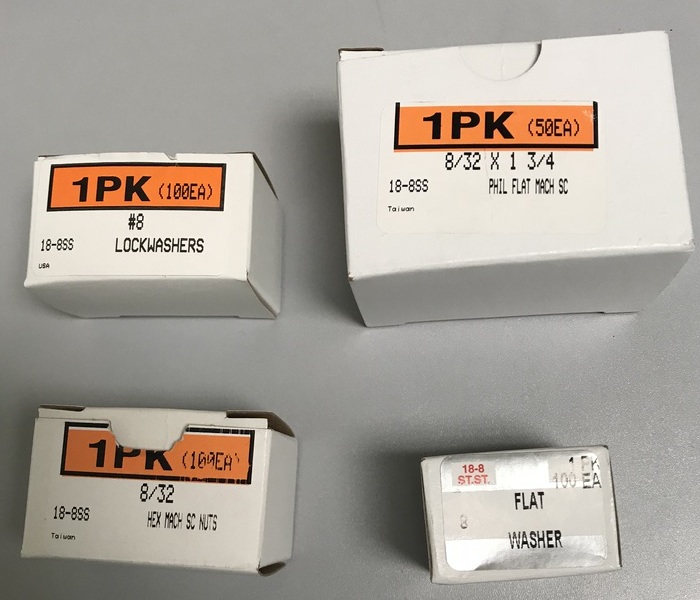 1PK (100EA)
#8
18-8SS LOCKWASHERS
USA
1PK (50EA)
8/32 X 1 3/4
18-8SS PHIL FLAT MACH SC
Taiwan
1PK (100EA)
8/32
18-8SS HEX MACH SC NUTS
Taiwan
18-8 1 PK
ST.ST. 100 EA
FLAT
8
WASHER